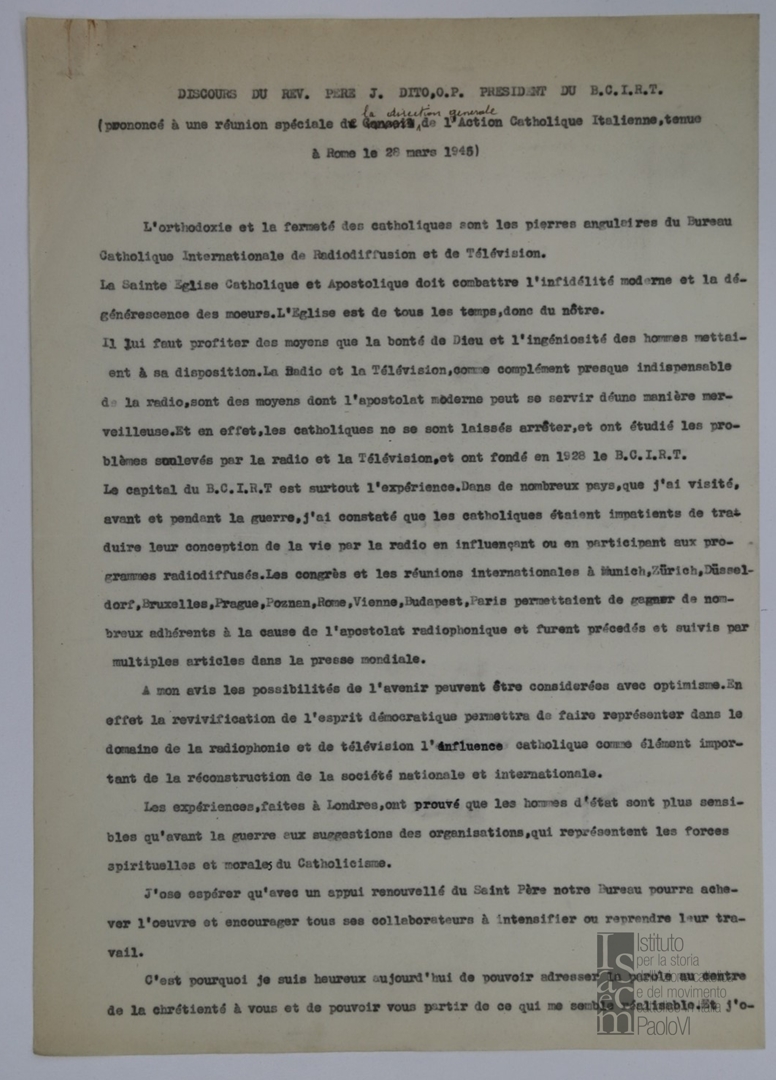 DISCOURS DU REV. PERE J. DITO,O.P. PRESIDENT DU B.C.I.R.T.
la direction generale
(prononcé à une réunion spéciale de de l'Action Catholique Italienne,tenue
à Rome le 28 mars 1945)
L'orthodoxie et la fermeté des catholiques sont les pierres angulaires du Bureau
Catholique Internationale de Radiodiffusion et de Télévision.
La Sainte Eglise Catholique et Apostolique doit combattre l'infidélité moderne et la dé-
générescence des moeurs.L'Eglise est de tous les temps,donc du nôtre.
Il lui faut profiter des moyens que la bonté de Dieu et l'ingéniosité des hommes mettai-
ent à sa disposition.La Radio et la Télévision,comme complément presque indispensable
de la radio,sont des moyens dont l'apostolat moderne peut se servir déune manière mer-
veilleuse.Et en effet,les catholiques ne se sont laissés arrêter,et ont étudié les pro-
blèmes soulevés par la radio et la Télévision,et ont fondé en 1928 le B.C.I.R.T.
Le capital du B.C.I.R.T est surtout l'expérience.Dans de nombreux pays,que j'ai visité,
avant et pendant la guerre,j'ai constaté que les catholiques étaient impatients de tra-
duire leur conception de la vie par la radio en influençant ou en participant aux pro-
grammes radiodiffusés.Les congrès et les réunions internationales à Munich,Zürich,Düssel-
dorf,Bruxelles,Prague,Poznan,Rome,Vienne,Budapest,Paris permettaient de gagner de nom-
breux adhérents à la cause de l'apostolat radiophonique et furent précedés et suivis par
multiples articles dans la presse mondiale.
A mon avis les possibilités de l'avenir peuvent être considerées avec optimisme.En
effet la revivification de l'esprit démocratique permettra de faire représenter dans le
domaine de la radiophonie et de télévision l'influence catholique comme élément impor-
tant de la réconstruction de la société nationale et internationale.
Les expériences,faites à Londres,ont prouvé que les hommes d'état sont plus sensi-
bles qu'avant la guerre aux suggestions des organisations,qui représentent les forces
spirituelles et morales du Catholicisme.
J'ose espérer qu'avec un appui renouvellé du Saint Père notre Bureau pourra ache-
ver l'oeuvre et encourager tous ses collaborateurs à intensifier ou reprendre leur tra-
vail.
C'est pourquoi je suis heureux aujourd'hui de pouvoir adresser la parole au centre
de la chrétienté à vous et de pouvoir vous partir de ce qui me semble réalisable.Et j'o-
Isacem
Istituto
per la storia
e del movimento
PaoloVI